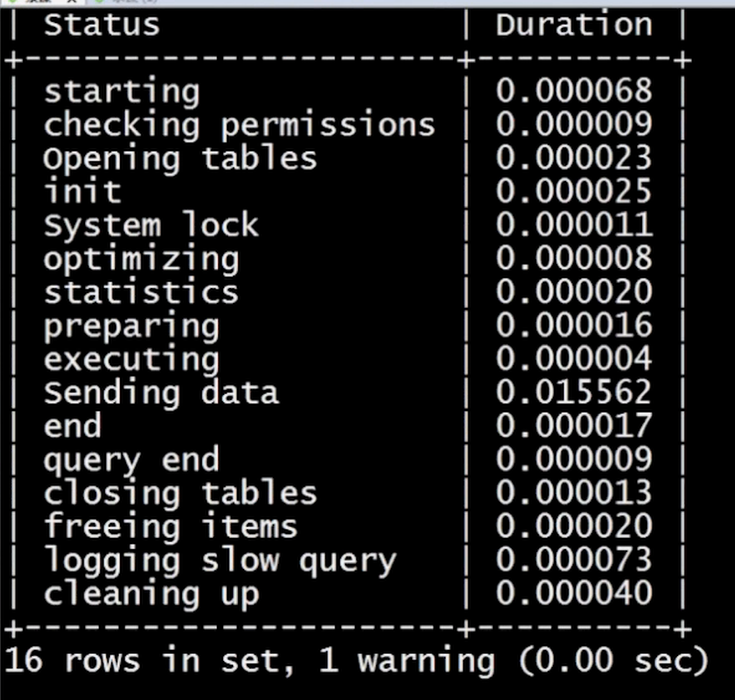 | Status | Duration |
+----------------------+----------+
| starting | 0.000068 |
| checking permissions | 0.000009 |
| Opening tables | 0.000023 |
| init | 0.000025 |
| System lock | 0.000011 |
| optimizing | 0.000008 |
| statistics | 0.000020 |
| preparing | 0.000016 |
| executing | 0.000004 |
| Sending data | 0.015562 |
| end | 0.000017 |
| query end | 0.000009 |
| closing tables | 0.000013 |
| freeing items | 0.000020 |
| logging slow query | 0.000073 |
| cleaning up | 0.000040 |
+----------------------+----------+
16 rows in set, 1 warning (0.00 sec)